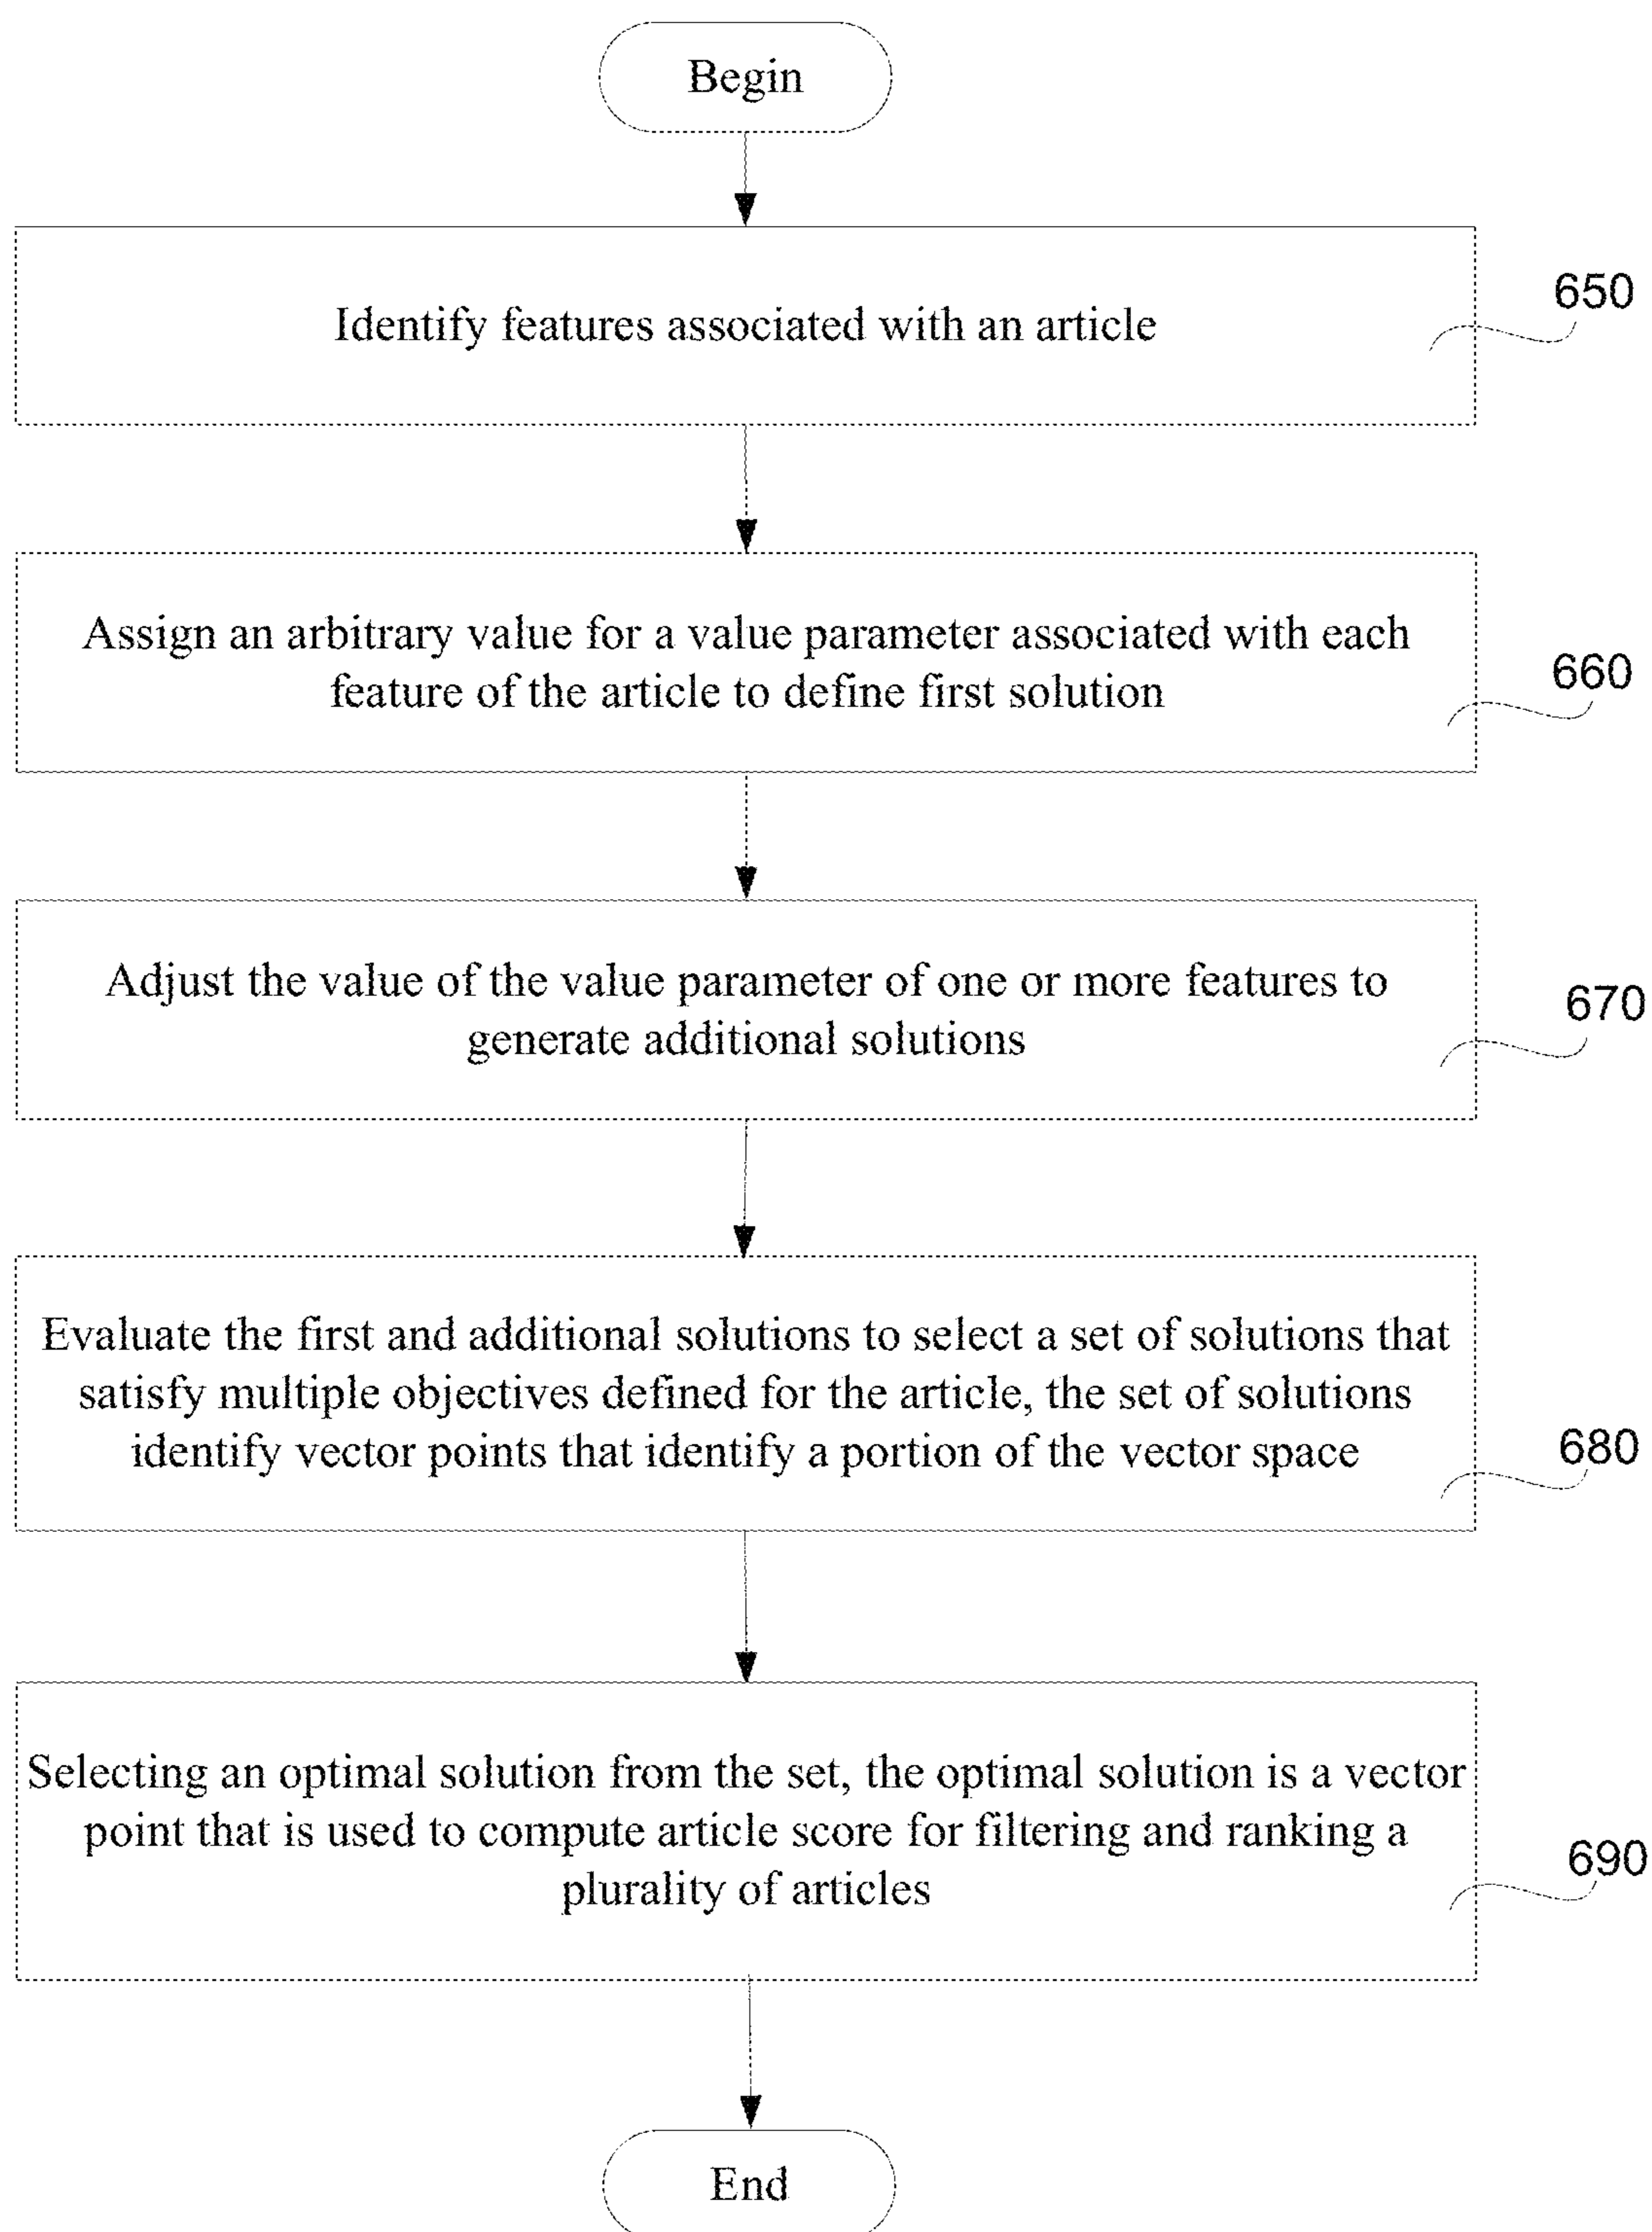 Begin
Identify features associated with an article
650
Assign an arbitrary value for a value parameter associated with each
feature of the article to define first solution
660
Adjust the value of the value parameter of one or more features to
generate additional solutions
670
Evaluate the first and additional solutions to select a set of solutions that
satisfy multiple objectives defined for the article, the set of solutions
identify vector points that identify a portion of the vector space
680
Selecting an optimal solution from the set, the optimal solution is a vector
point that is used to compute article score for filtering and ranking a
plurality of articles
690
End